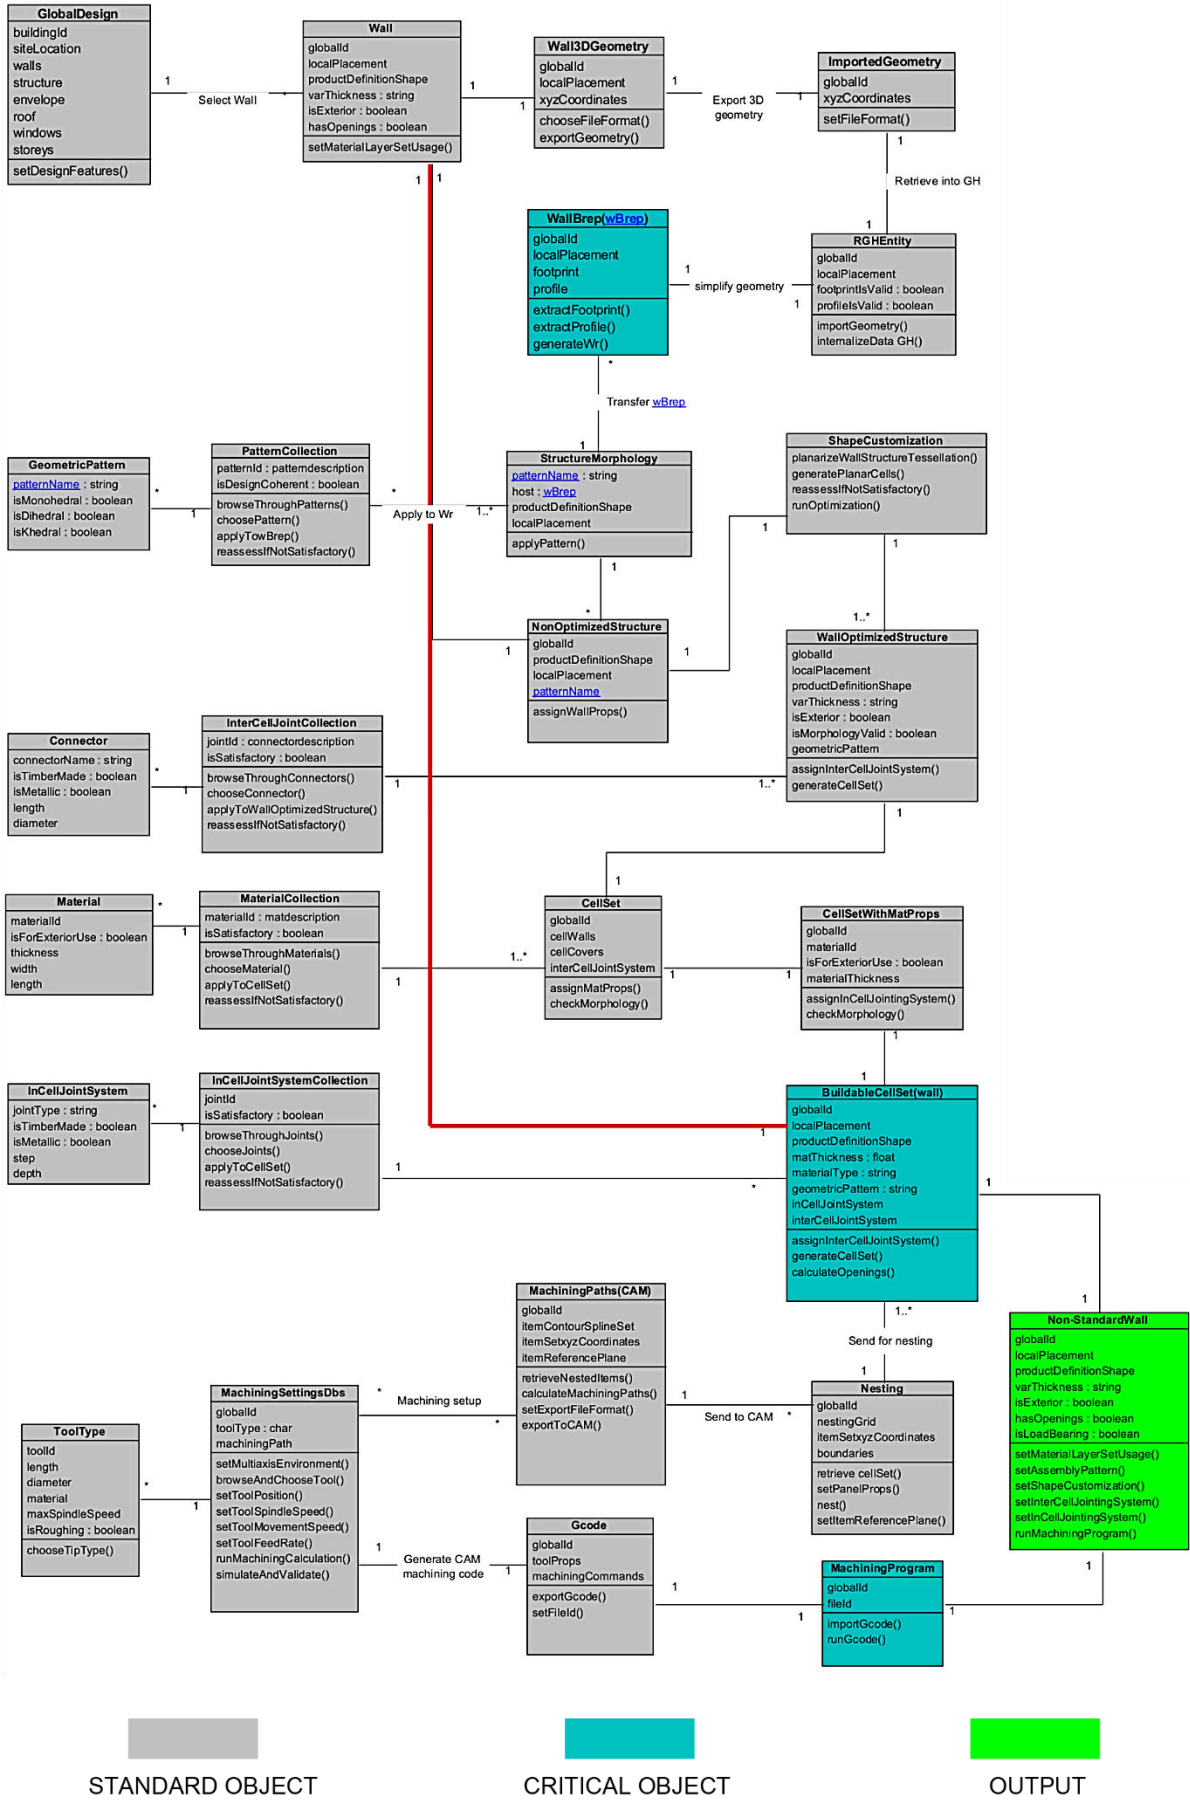 GlobalDesign
buildingId
siteLocation
walls
structure
envelope
roof
windows
storeys
setDesignFeatures()
1
Select Wall
*
Wall
globalId
localPlacement
productDefinitionShape
varThickness : string
isExterior : boolean
hasOpenings : boolean
setMaterialLayerSetUsage()
1
1
1
1
Wall3DGeometry
globalId
localPlacement
xyzCoordinates
chooseFileFormat()
exportGeometry()
1
Export 3D
geometry
1
ImportedGeometry
globalId
xyzCoordinates
setFileFormat()
1
Retrieve into GH
1
RGHEntity
globalId
localPlacement
footprintIsValid : boolean
profileIsValid : boolean
importGeometry()
internalizeData GH()
1
simplify geometry
1
WallBrep(wBrep)
globalId
localPlacement
footprint
profile
extractFootprint()
extractProfile()
generateWr()
*
Transfer wBrep
1
GeometricPattern
patternName : string
isMonohedral : boolean
isDihedral : boolean
isKhedral : boolean
*
1
PatternCollection
patternId : patterndescription
isDesignCoherent : boolean
browseThroughPatterns()
choosePattern()
applyTowBrep()
reassessIfNotSatisfactory()
*
Apply to Wr
1..*
StructureMorphology
patternName : string
host : wBrep
productDefinitionShape
localPlacement
applyPattern()
1
*
ShapeCustomization
planarizeWallStructureTessellation()
generatePlanarCells()
reassessIfNotSatisfactory()
runOptimization()
1
1
1..*
NonOptimizedStructure
globalId
productDefinitionShape
localPlacement
patternName
assignWallProps()
1
1
WallOptimizedStructure
globalId
localPlacement
productDefinitionShape
varThickness : string
isExterior : boolean
isMorphologyValid : boolean
geometricPattern
assignInterCellJointSystem()
generateCellSet()
1
Connector
connectorName : string
isTimberMade : boolean
isMetallic : boolean
length
diameter
*
1
InterCellJointCollection
jointId : connectordescription
isSatisfactory : boolean
browseThroughConnectors()
chooseConnector()
applyToWallOptimizedStructure()
reassessIfNotSatisfactory()
1
1..*
Material
materialId
isForExteriorUse : boolean
thickness
width
length
*
1
MaterialCollection
materialId : matdescription
isSatisfactory : boolean
browseThroughMaterials()
chooseMaterial()
applyToCellSet()
reassessIfNotSatisfactory()
1
1..*
1
CellSet
globalId
cellWalls
cellCovers
interCellJointSystem
assignMatProps()
checkMorphology()
1
1
CellSetWithMatProps
globalId
materialId
isForExteriorUse : boolean
materialThickness
assignInCellJointingSystem()
checkMorphology()
1
1
InCellJointSystem
jointType : string
isTimberMade : boolean
isMetallic : boolean
step
depth
*
1
InCellJointSystemCollection
jointId
isSatisfactory : boolean
browseThroughJoints()
chooseJoints()
applyToCellSet()
reassessIfNotSatisfactory()
1
*
1
BuildableCellSet(wall)
globalId
localPlacement
productDefinitionShape
matThickness : float
materialType : string
geometricPattern : string
inCellJointSystem
interCellJointSystem
assignInterCellJointSystem()
generateCellSet()
calculateOpenings()
1
1
1..*
Send for nesting
1
Non-StandardWall
globalId
localPlacement
productDefinitionShape
varThickness : string
isExterior : boolean
hasOpenings : boolean
isLoadBearing : boolean
setMaterialLayerSetUsage()
setAssemblyPattern()
setShapeCustomization()
setInterCellJointingSystem()
setInCellJointingSystem()
runMachiningProgram()
1
Nesting
globalId
nestingGrid
itemSetxyzCoordinates
boundaries
retrieve cellSet()
setPanelProps()
nest()
setItemReferencePlane()
1
Send to CAM
*
MachiningPaths(CAM)
globalId
itemContourSplineSet
itemSetxyzCoordinates
itemReferencePlane
retrieveNestedItems()
calculateMachiningPaths()
setExportFileFormat()
exportToCAM()
*
Machining setup
*
MachiningSettingsDbs
globalId
toolType : char
machiningPath
setMultiaxisEnvironment()
browseAndChooseTool()
setToolPosition()
setToolSpindleSpeed()
setToolMovementSpeed()
setToolFeedRate()
runMachiningCalculation()
simulateAndValidate()
ToolType
toolId
length
diameter
material
maxSpindleSpeed
isRoughing : boolean
chooseTipType()
*
1
1
Generate CAM
machining code
1
Gcode
globalId
toolProps
machiningCommands
exportGcode()
setFileId()
1
1
MachiningProgram
globalId
fileId
importGcode()
runGcode()
1
STANDARD OBJECT
CRITICAL OBJECT
OUTPUT